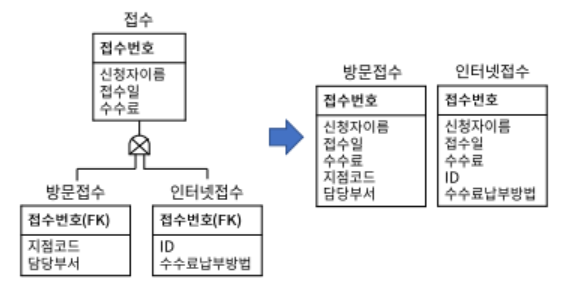 접수
접수번호
신청자이름
접수일
수수료
방문접수
접수번호(FK)
지점코드
담당부서
인터넷접수
접수번호(FK)
ID
수수료납부방법
방문접수
접수번호
신청자이름
접수일
수수료
지점코드
담당부서
인터넷접수
접수번호
신청자이름
접수일
수수료
ID
수수료납부방법